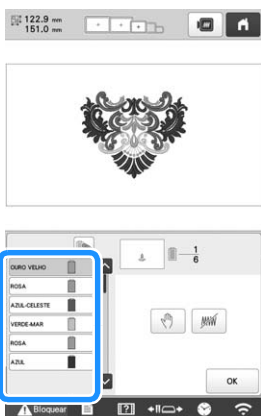 122.9 mm
151.0 mm
1
6
OURO VELHO
ROSA
AZUL-CELESTE
VERDE-MAR
ROSA
AZUL
OK
Bloquear